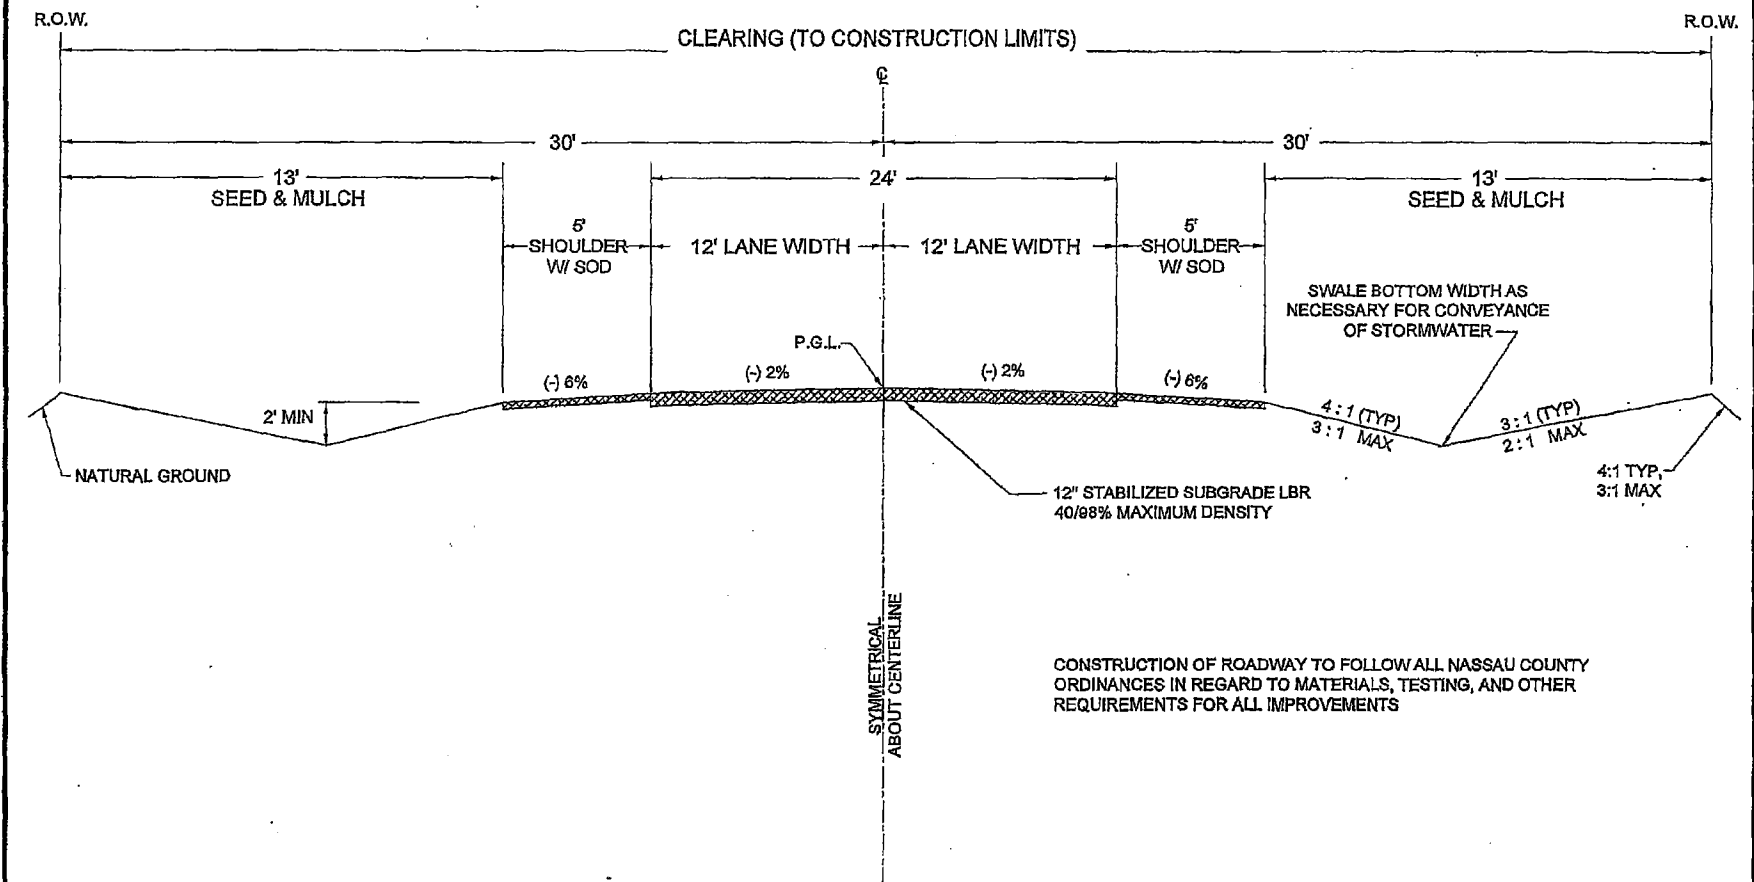 R.O.W.
R.O.W.
CLEARING (TO CONSTRUCTION LIMITS)
℄
30'
30'
13'
SEED & MULCH
24'
13'
SEED & MULCH
5'
SHOULDER
W/ SOD
12' LANE WIDTH
12' LANE WIDTH
5'
SHOULDER
W/ SOD
SWALE BOTTOM WIDTH AS
NECESSARY FOR CONVEYANCE
OF STORMWATER
P.G.L.
(-) 6%
(-) 2%
(-) 2%
(-) 6%
2' MIN
4:1 (TYP)
3:1 MAX
3:1 (TYP)
2:1 MAX
NATURAL GROUND
4:1 TYP,
3:1 MAX
12" STABILIZED SUBGRADE LBR
40/98% MAXIMUM DENSITY
SYMMETRICAL
ABOUT CENTERLINE
CONSTRUCTION OF ROADWAY TO FOLLOW ALL NASSAU COUNTY
ORDINANCES IN REGARD TO MATERIALS, TESTING, AND OTHER
REQUIREMENTS FOR ALL IMPROVEMENTS